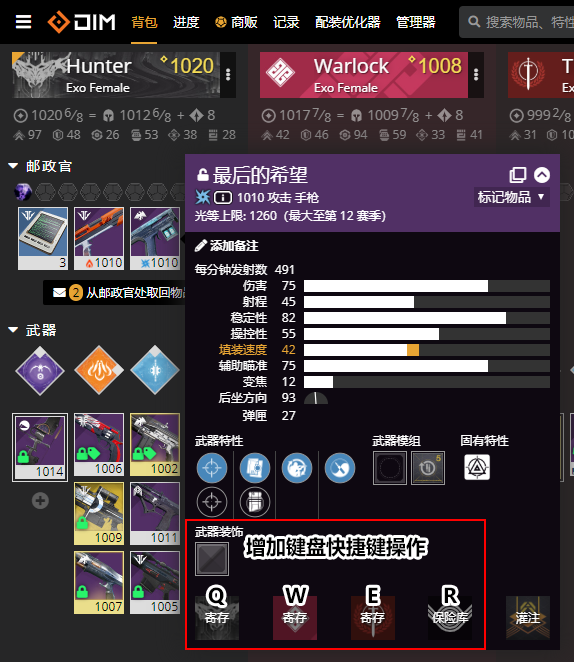 DIM
背包 进度 商贩 记录 配装优化器 管理器 搜索物品、特性
Hunter 1020
Exo Female
Warlock 1008
Exo Female
T
E
1020 6/8 = 1012 6/8 + 8
97 48 26 53 38 28
1017 7/8 = 1009 7/8 + 8
42 46 94 59 33 41
999 2/8
31 10
邮政官
3
1010
1010
2 从邮政官处取回物品
武器
1014
1006
1002
1009
1011
1007
1005
最后的希望
1010 攻击 手枪
标记物品
光等上限: 1260（最大至第 12 赛季）
添加备注
每分钟发射数 491
伤害 75
射程 45
稳定性 82
操控性 55
填装速度 42
辅助瞄准 75
变焦 12
后坐方向 93
弹匣 27
武器特性 武器模组 固有特性
5
武器装饰
增加键盘快捷键操作
Q W E R
寄存 寄存 寄存 保险库 灌注